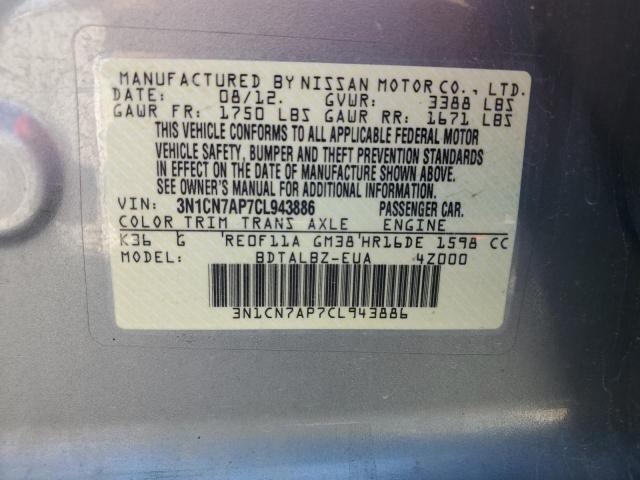 MANUFACTURED BY NISSAN MOTOR CO., LTD.
DATE: 08/12. GVWR: 3388 LBS
GAWR FR: 1750 LBS GAWR RR: 1671 LBS
THIS VEHICLE CONFORMS TO ALL APPLICABLE FEDERAL MOTOR
VEHICLE SAFETY, BUMPER AND THEFT PREVENTION STANDARDS
IN EFFECT ON THE DATE OF MANUFACTURE SHOWN ABOVE.
SEE OWNER'S MANUAL FOR ADDITIONAL INFORMATION.
VIN: 3N1CN7AP7CL943886 PASSENGER CAR.
COLOR TRIM TRANS AXLE ENGINE
K36 G RE0F11A GM38 HR16DE 1598 CC
MODEL: BDTALBZ-EUA 4Z000
3N1CN7AP7CL943886